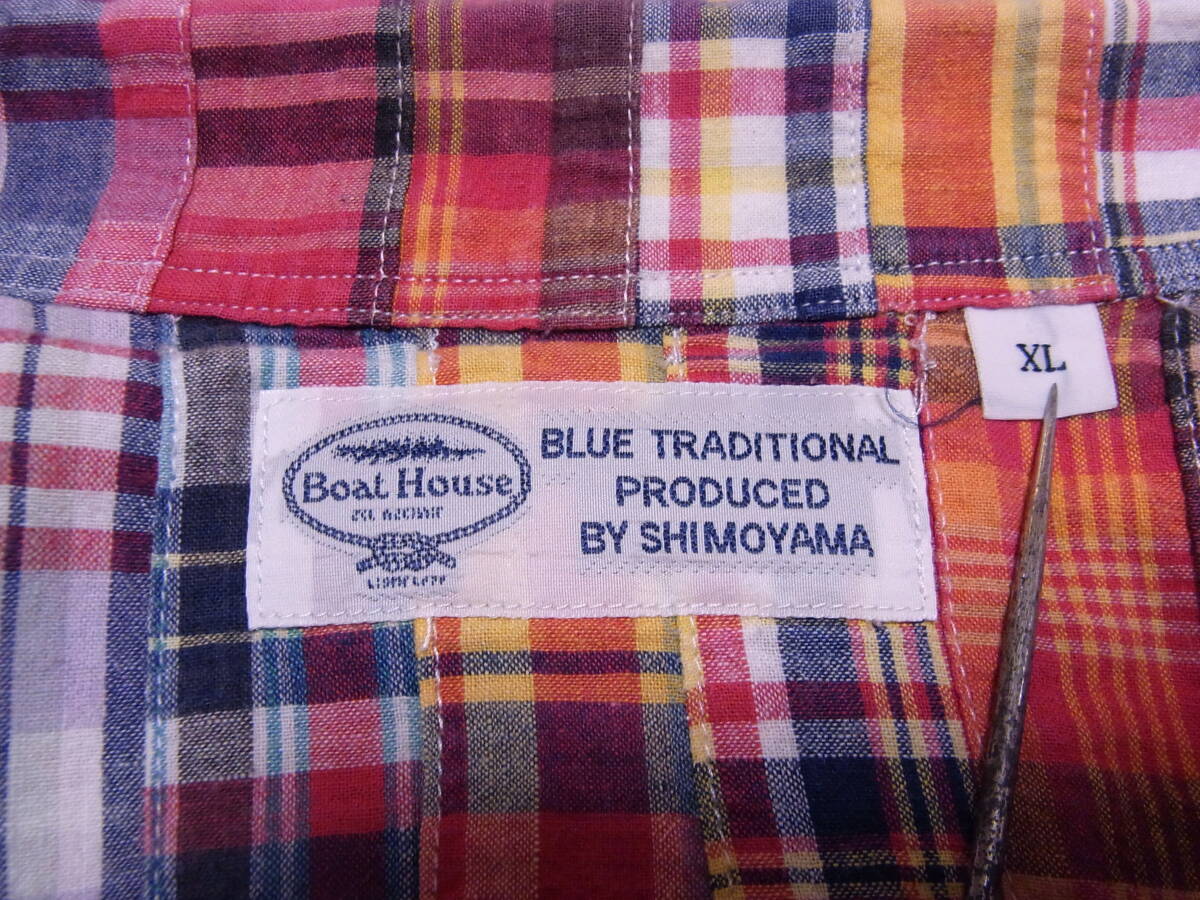 Boat House
BLUE TRADITIONAL
PRODUCED
BY SHIMOYAMA
XL